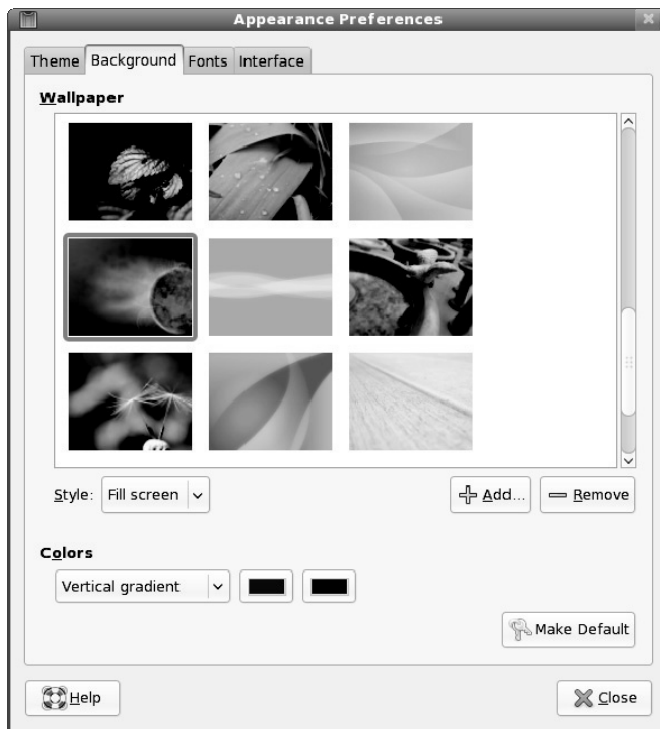 Appearance Preferences
Theme Background Fonts Interface
Wallpaper
Style: Fill screen Add... Remove
Colors
Vertical gradient
Make Default
Help Close